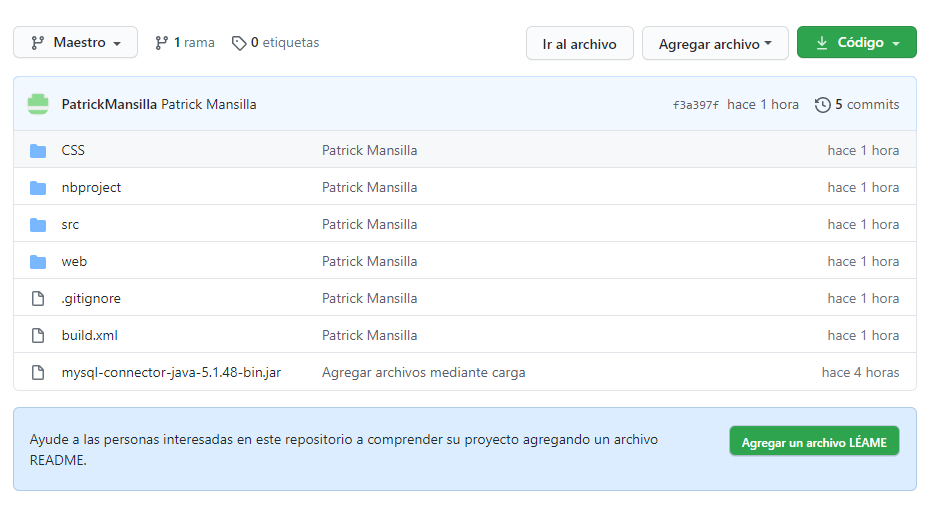 Maestro 1 rama 0 etiquetas Ir al archivo Agregar archivo Código
PatrickMansilla Patrick Mansilla f3a397f hace 1 hora 5 commits
CSS Patrick Mansilla hace 1 hora
nbproject Patrick Mansilla hace 1 hora
src Patrick Mansilla hace 1 hora
web Patrick Mansilla hace 1 hora
.gitignore Patrick Mansilla hace 1 hora
build.xml Patrick Mansilla hace 1 hora
mysql-connector-java-5.1.48-bin.jar Agregar archivos mediante carga hace 4 horas
Ayude a las personas interesadas en este repositorio a comprender su proyecto agregando un archivo
README.
Agregar un archivo LÉAME